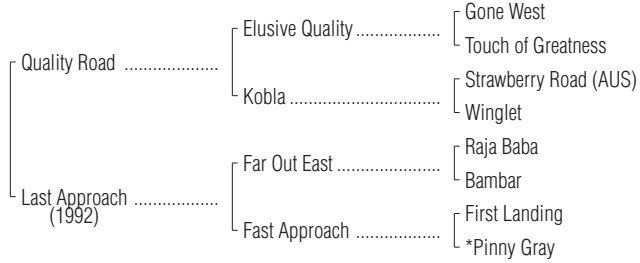 Gone West
Elusive Quality ..................
Touch of Greatness
Quality Road ....................
Strawberry Road (AUS)
Kobla .................................
Winglet
Raja Baba
Far Out East ......................
Bambar
Last Approach ..................
(1992)
First Landing
Fast Approach ...................
*Pinny Gray